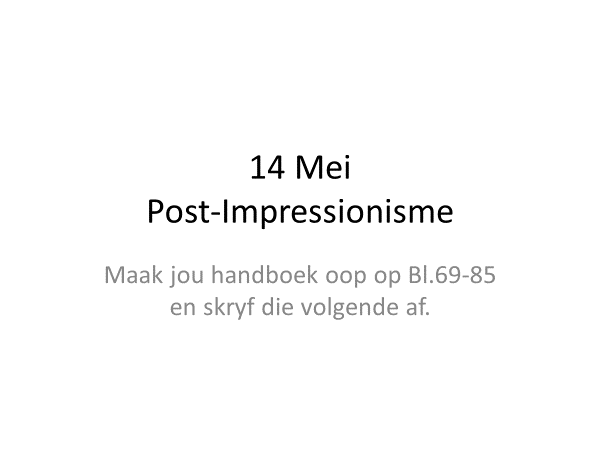 14 Mei
Post-Impressionisme
Maak jou handboek oop op Bl.69-85
en skryf die volgende af.